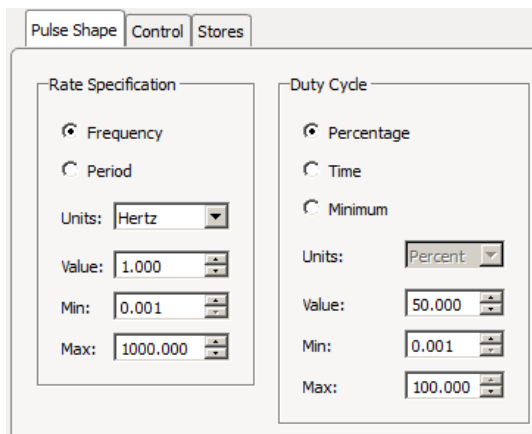 Pulse Shape Control Stores
Rate Specification
Frequency
Period
Units: Hertz
Value: 1.000
Min: 0.001
Max: 1000.000
Duty Cycle
Percentage
Time
Minimum
Units: Percent
Value: 50.000
Min: 0.001
Max: 100.000